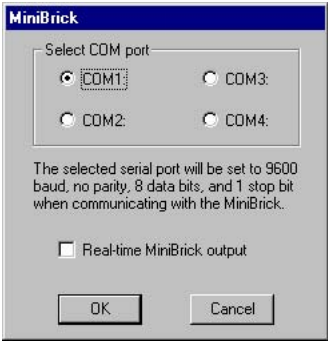 MiniBrick
Select COM port
COM1: COM3:
COM2: COM4:
The selected serial port will be set to 9600
baud, no parity, 8 data bits, and 1 stop bit
when communicating with the MiniBrick.
Real-time MiniBrick output
OK Cancel